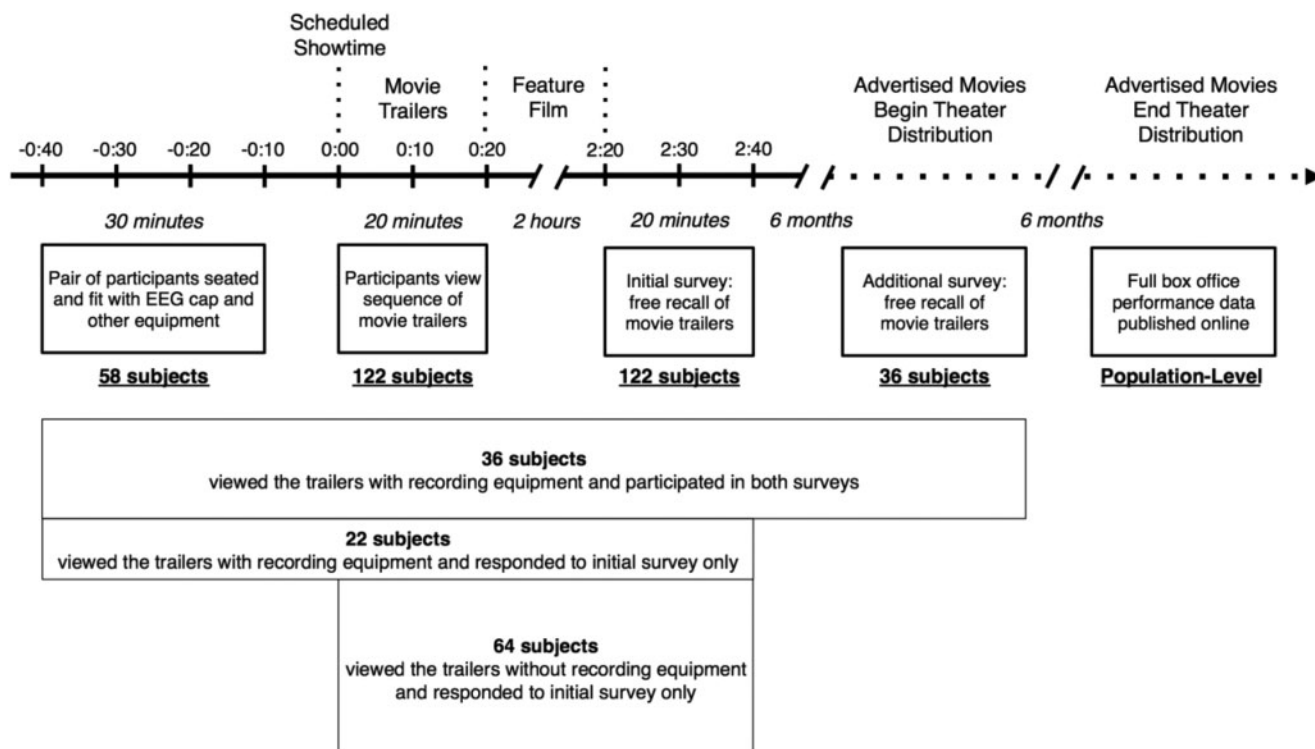 Scheduled
Showtime
Movie
Trailers
Feature
Film
Advertised Movies
Begin Theater
Distribution
Advertised Movies
End Theater
Distribution
-0:40 -0:30 -0:20 -0:10 0:00 0:10 0:20 2:20 2:30 2:40
30 minutes 20 minutes 2 hours 20 minutes 6 months 6 months
Pair of participants seated
and fit with EEG cap and
other equipment
58 subjects
Participants view
sequence of
movie trailers
122 subjects
Initial survey:
free recall of
movie trailers
122 subjects
Additional survey:
free recall of
movie trailers
36 subjects
Full box office
performance data
published online
Population-Level
36 subjects
viewed the trailers with recording equipment and participated in both surveys
22 subjects
viewed the trailers with recording equipment and responded to initial survey only
64 subjects
viewed the trailers without recording equipment
and responded to initial survey only